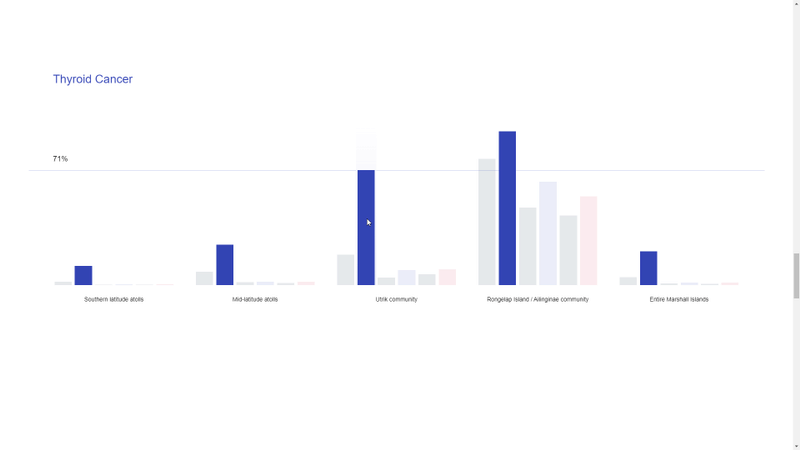 Thyroid Cancer
71%
Southern latitude atolls
Mid-latitude atolls
Utrik community
Rongelap Island / Ailinginae community
Entire Marshall Islands